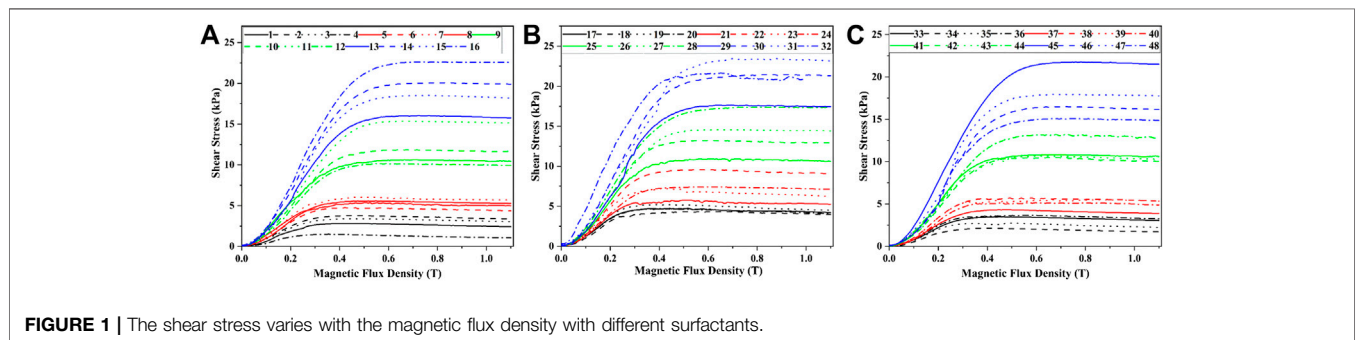 A
1 2 3 4 5 6 7 8 9
10 11 12 13 14 15 16
25
20
15
10
5
0
Shear Stress (kPa)
0.0 0.2 0.4 0.6 0.8 1.0
Magnetic Flux Density (T)
B
17 18 19 20 21 22 23 24
25 26 27 28 29 30 31 32
25
20
15
10
5
0
Shear Stress (kPa)
0.0 0.2 0.4 0.6 0.8 1.0
Magnetic Flux Density (T)
C
33 34 35 36 37 38 39 40
41 42 43 44 45 46 47 48
25
20
15
10
5
0
Shear Stress (kPa)
0.0 0.2 0.4 0.6 0.8 1.0
Magnetic Flux Density (T)
FIGURE 1 | The shear stress varies with the magnetic flux density with different surfactants.